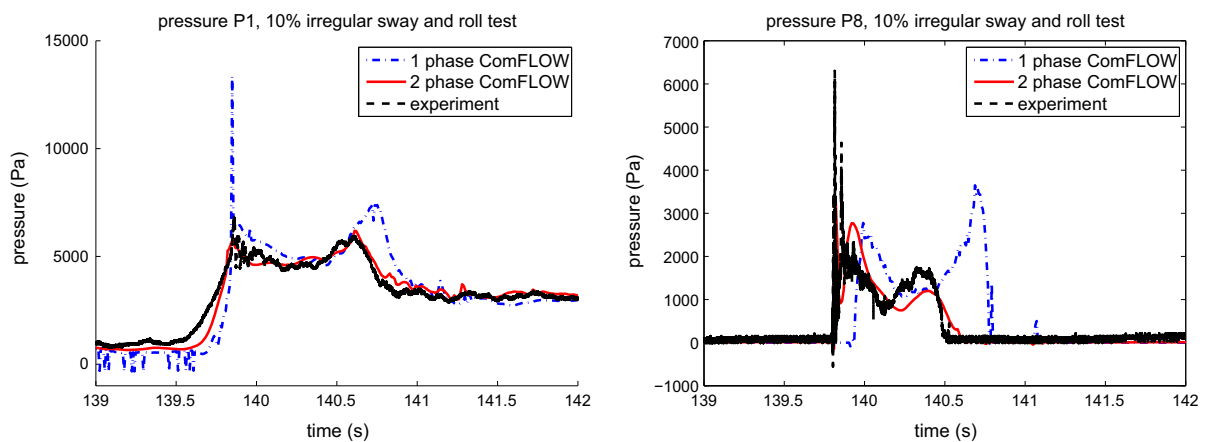 pressure P1, 10% irregular sway and roll test
15000
10000
5000
0
pressure (Pa)
1 phase ComFLOW
2 phase ComFLOW
experiment
139
139.5
140
140.5
141
141.5
142
time (s)
pressure P8, 10% irregular sway and roll test
7000
6000
5000
4000
3000
2000
1000
0
−1000
pressure (Pa)
1 phase ComFLOW
2 phase ComFLOW
experiment
139
139.5
140
140.5
141
141.5
142
time (s)